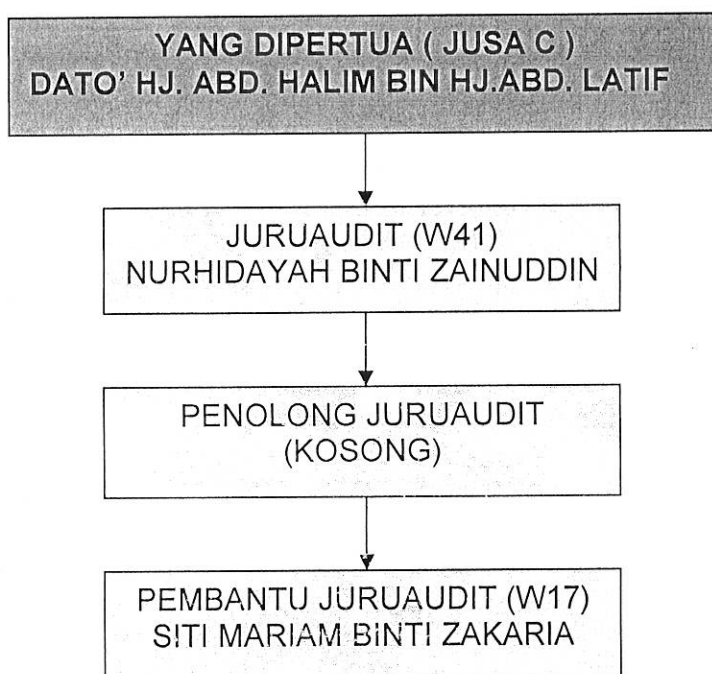 YANG DIPERTUA ( JUSA C )
DATO' HJ. ABD. HALIM BIN HJ.ABD. LATIF
JURUAUDIT (W41)
NURHIDAYAH BINTI ZAINUDDIN
PENOLONG JURUAUDIT
(KOSONG)
PEMBANTU JURUAUDIT (W17)
SITI MARIAM BINTI ZAKARIA